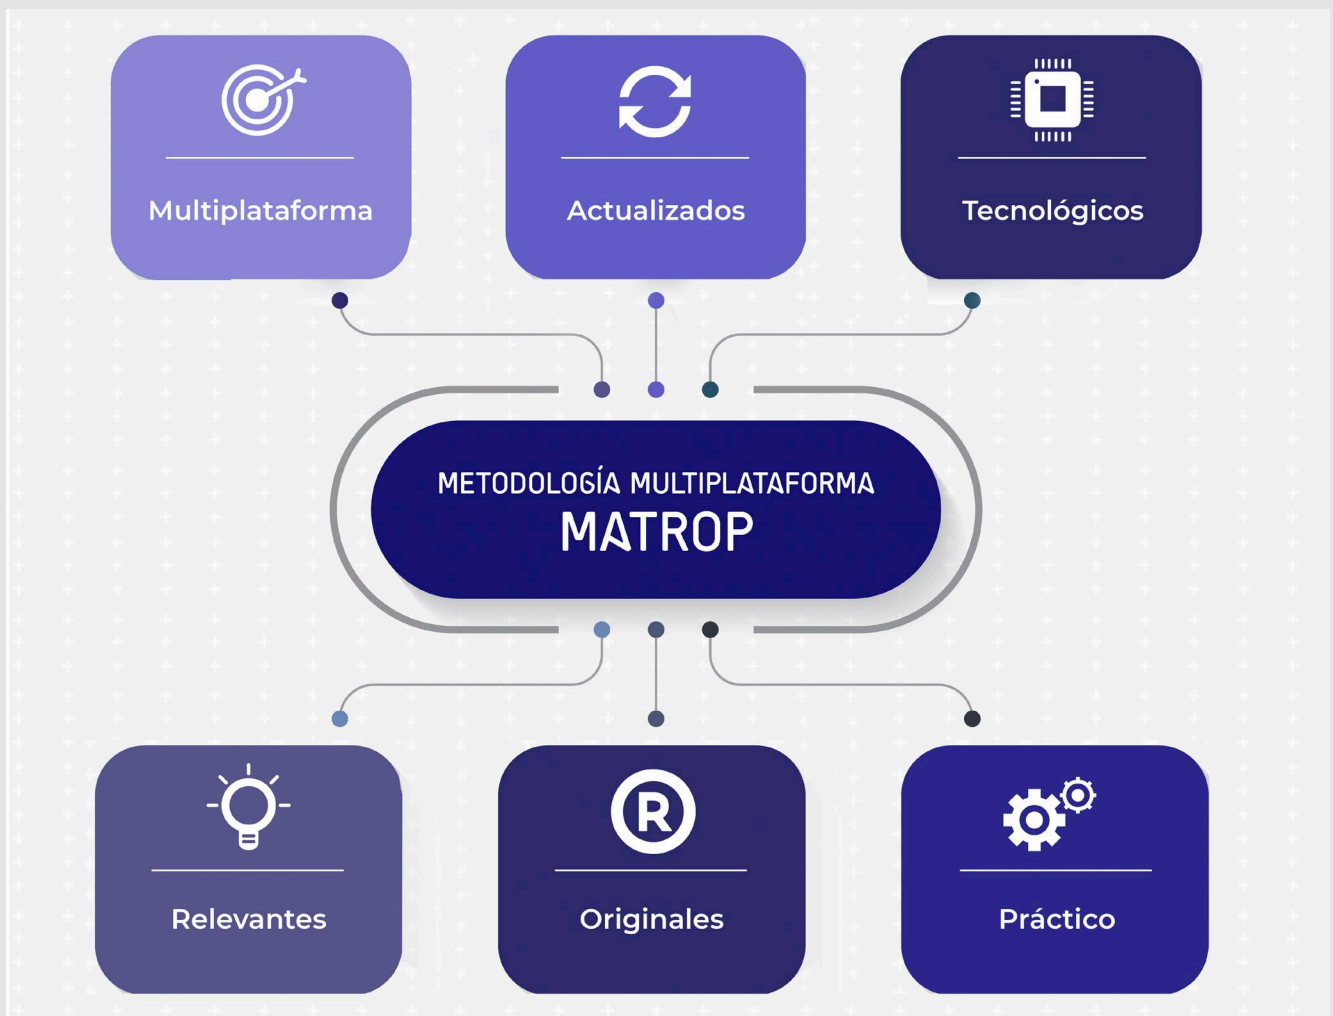 Multiplataforma
Actualizados
Tecnológicos
METODOLOGÍA MULTIPLATAFORMA
MATROP
Relevantes
R
Originales
Práctico